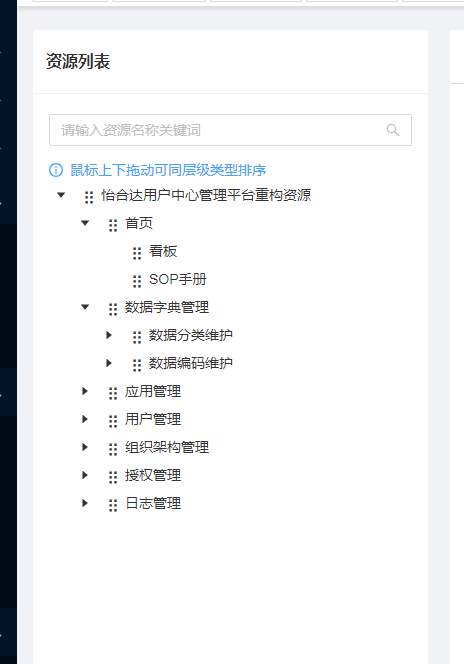 资源列表
请输入资源名称关键词
鼠标上下拖动可同层级类型排序
怡合达用户中心管理平台重构资源
首页
看板
SOP手册
数据字典管理
数据分类维护
数据编码维护
应用管理
用户管理
组织架构管理
授权管理
日志管理